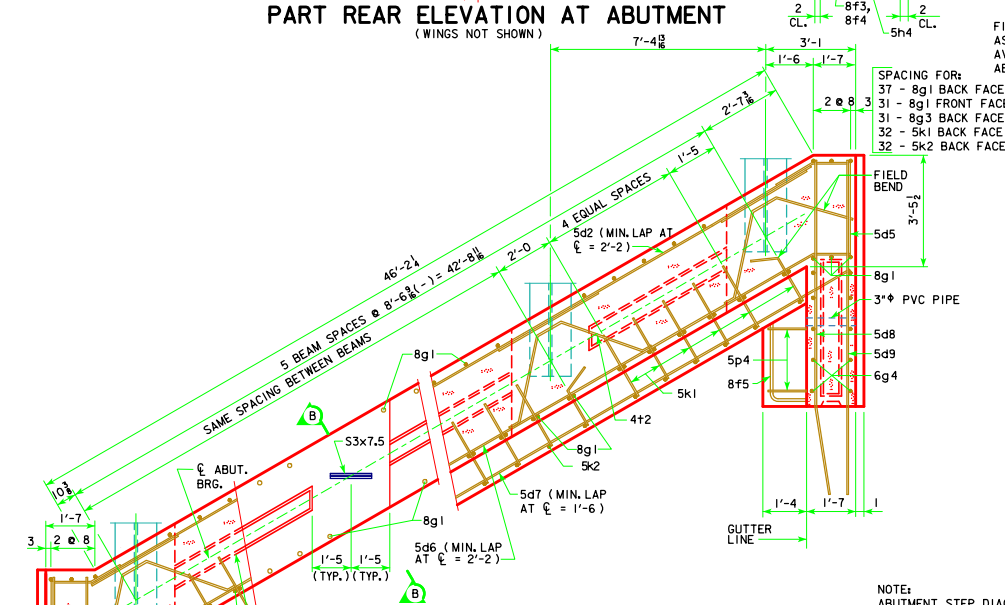 PART REAR ELEVATION AT ABUTMENT
(WINGS NOT SHOWN)
2
CL.
8f3,
8f4
2
CL.
5h4
7'-4 13/16
3'-1
1'-6
1'-7
SPACING FOR:
37 - 8g1 BACK FACE
31 - 8g1 FRONT FACE
31 - 8g3 BACK FACE
32 - 5k1 BACK FACE
32 - 5k2 BACK FACE
2 @ 8
3
2'-7 3/16
1'-5
4 EQUAL SPACES
2'-0
FIELD
BEND
3'-5 1/2
5d2 (MIN. LAP AT
℄ = 2'-2)
46'-2 1/4
5 BEAM SPACES @ 8'-6 9/16 (-) = 42'-8 11/16
SAME SPACING BETWEEN BEAMS
5d5
8g1
3"Φ PVC PIPE
5d8
5d9
6g4
5p4
8f5
8g1
5k1
4t2
8g1
5k2
B
S3x7.5
℄ ABUT.
BRG.
10 3/8
1'-7
3
2 @ 8
5d7 (MIN. LAP
AT ℄ = 1'-6)
8g1
5d6 (MIN. LAP
AT ℄ = 2'-2)
1'-5
(TYP.)
1'-5
(TYP.)
B
1'-4
1'-7
1
GUTTER
LINE
NOTE: